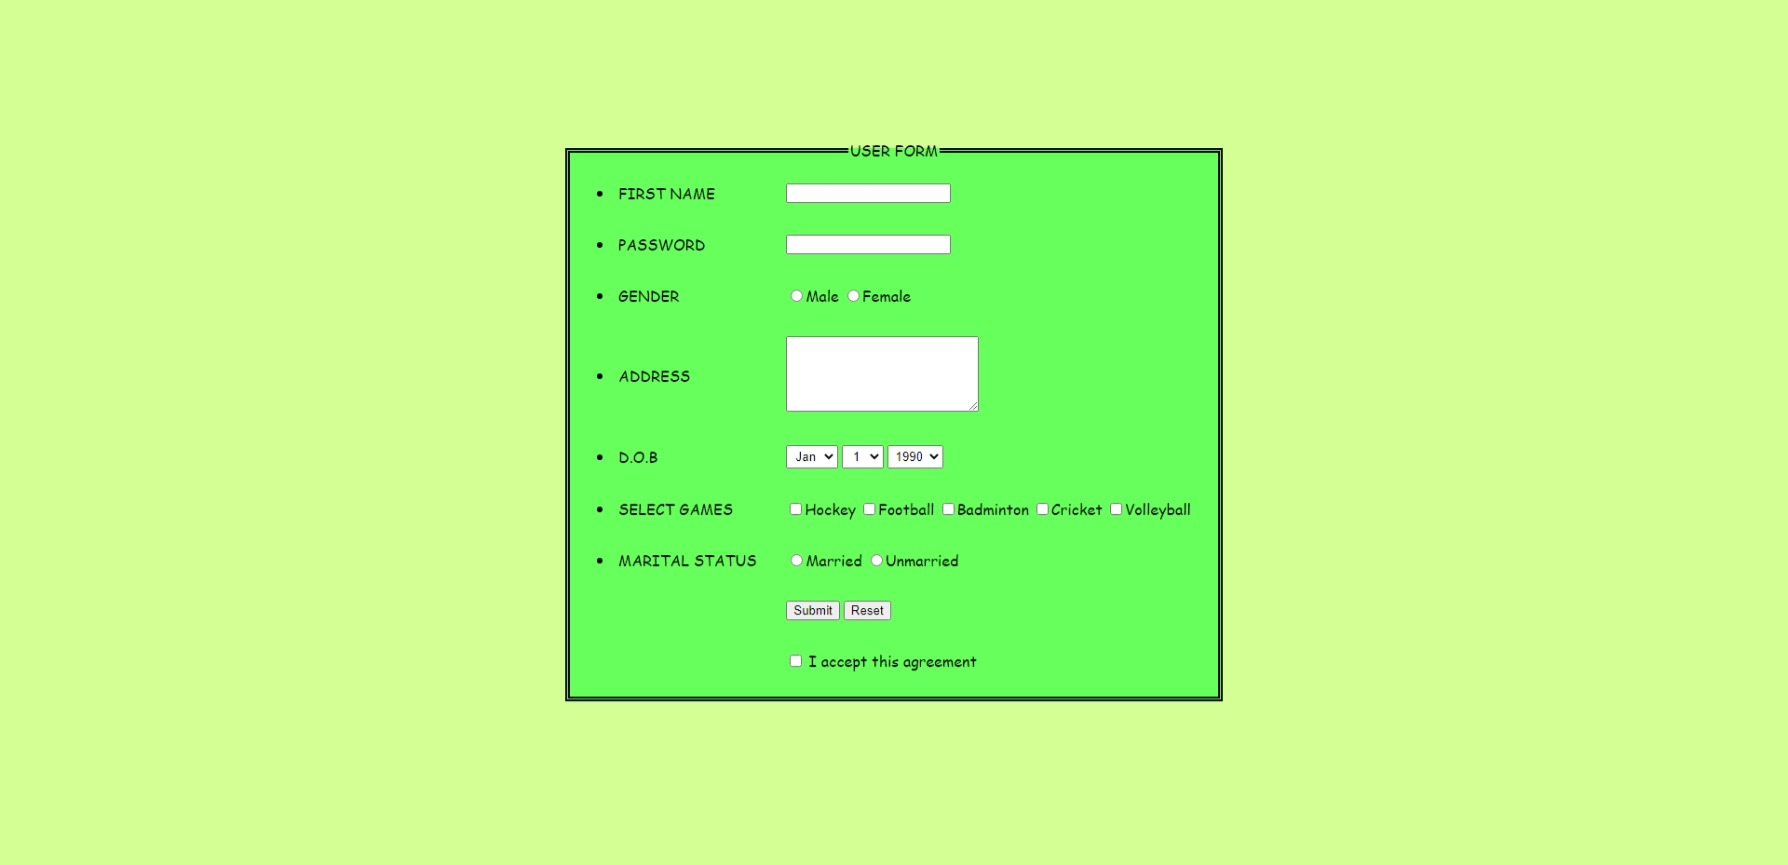 USER FORM
FIRST NAME
PASSWORD
GENDER Male Female
ADDRESS
D.O.B Jan 1 1990
SELECT GAMES Hockey Football Badminton Cricket Volleyball
MARITAL STATUS Married Unmarried
Submit Reset
I accept this agreement